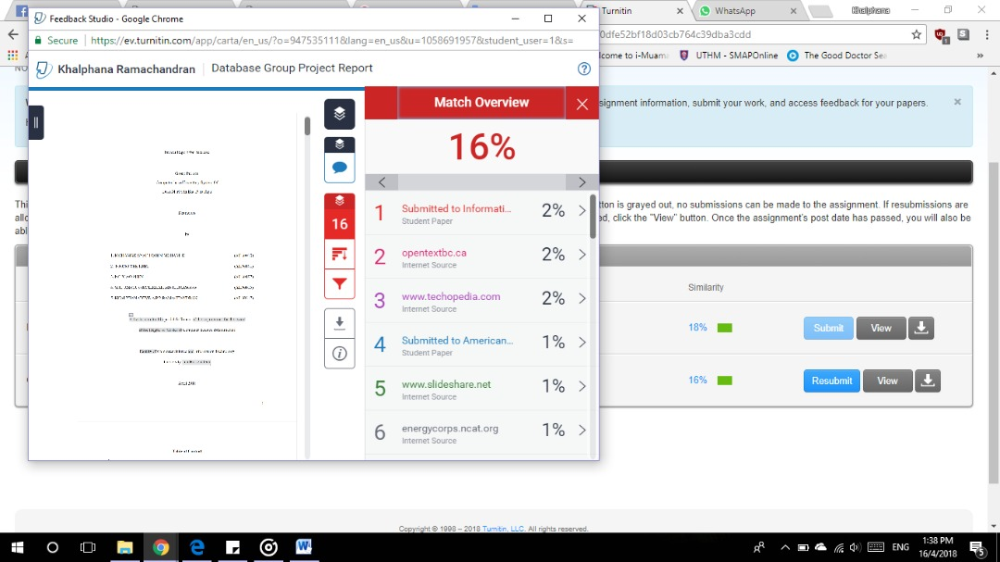 Feedback Studio - Google Chrome
Turnitin
WhatsApp
Khalphana
Secure
https://ev.turnitin.com/app/carta/en_us/?o=947535111&lang=en_us&u=1058691957&student_user=1&s=
0dfe52bf18d03cb764c39dba3cdd
UTHM - SMAPOnline
The Good Doctor Sea
Khalphana Ramachandran
Database Group Project Report
Match Overview
signment information, submit your work, and access feedback for your papers.
16%
1 Submitted to Informati... 2%
Student Paper
2 opentextbc.ca 2%
Internet Source
3 www.techopedia.com 2%
Internet Source
4 Submitted to American... 1%
Student Paper
5 www.slideshare.net 1%
Internet Source
6 energycorps.ncat.org 1%
Internet Source
16
Thi
tton is grayed out, no submissions can be made to the assignment. If resubmissions are
allo
ed, click the "View" button. Once the assignment's post date has passed, you will also be
abl
Similarity
18%
Submit
View
16%
Resubmit
View
Copyright © 1998 – 2018 Turnitin, LLC. All rights reserved.
ENG
1:38 PM
16/4/2018
5